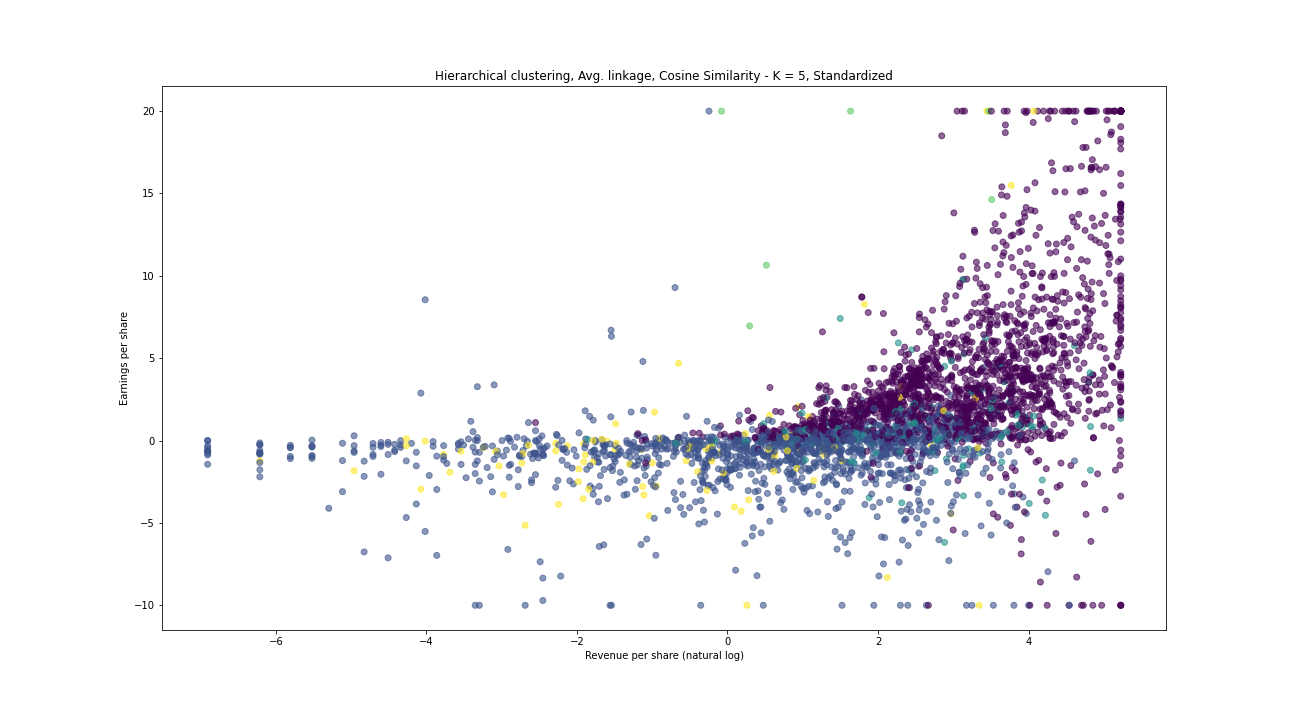 Hierarchical clustering, Avg. linkage, Cosine Similarity - K = 5, Standardized
20
15
10
5
0
−5
−10
Earnings per share
−6 −4 −2 0 2 4
Revenue per share (natural log)